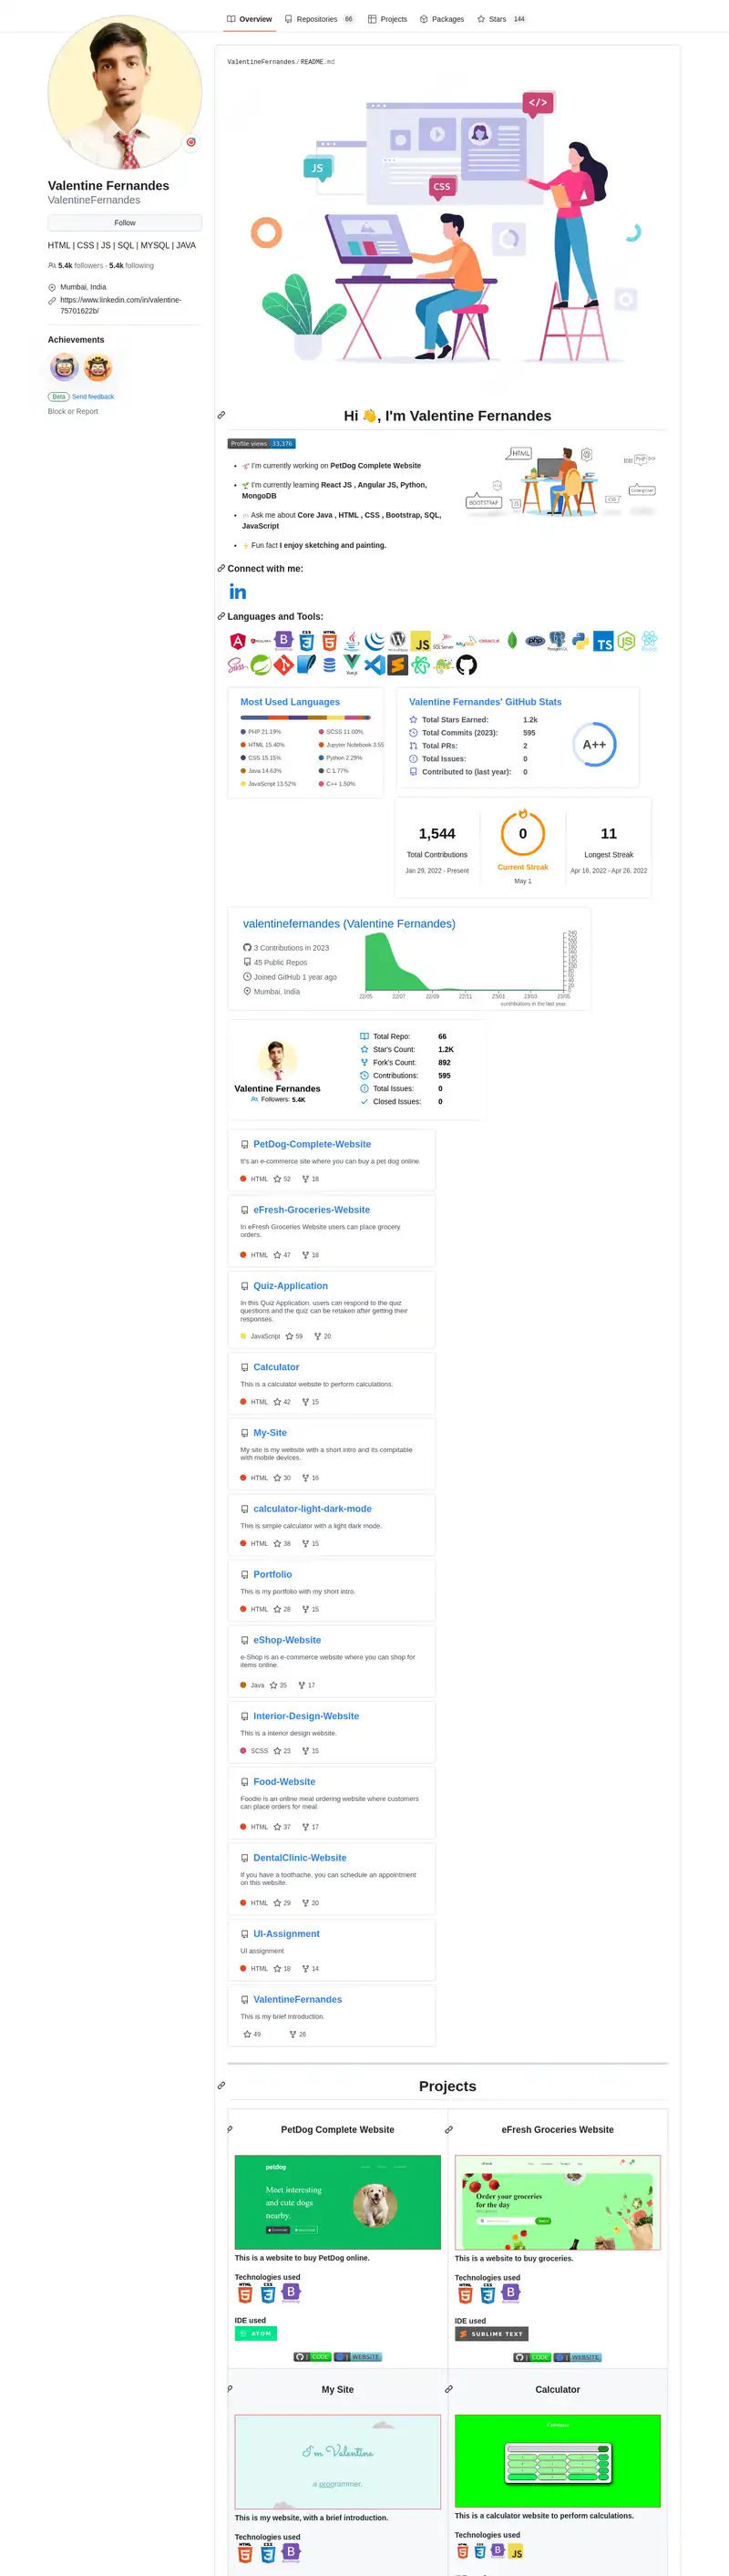 Overview Repositories 66 Projects Packages Stars 144
ValentineFernandes/README.md
</>
JS
CSS
Valentine Fernandes
ValentineFernandes
Follow
HTML | CSS | JS | SQL | MYSQL | JAVA
5.4k followers · 5.4k following
Mumbai, India
https://www.linkedin.com/in/valentine-
75701622b/
Achievements
Beta Send feedback
Block or Report
Hi 👋, I'm Valentine Fernandes
Profile views 33,376
I'm currently working on PetDog Complete Website
I'm currently learning React JS , Angular JS, Python,
MongoDB
Ask me about Core Java , HTML , CSS , Bootstrap, SQL,
JavaScript
Fun fact I enjoy sketching and painting.
HTML
PHP
BOOTSTRAP
JS
Connect with me:
in
Languages and Tools:
Most Used Languages
PHP 21.19%
HTML 15.40%
CSS 15.15%
Java 14.63%
JavaScript 13.52%
SCSS 11.00%
Jupyter Notebook 3.55
Python 2.29%
C 1.77%
C++ 1.50%
Valentine Fernandes' GitHub Stats
Total Stars Earned: 1.2k
Total Commits (2023): 595
Total PRs: 2
Total Issues: 0
Contributed to (last year): 0
A++
1,544
Total Contributions
Jan 29, 2022 - Present
0
Current Streak
May 1
11
Longest Streak
Apr 16, 2022 - Apr 26, 2022
valentinefernandes (Valentine Fernandes)
3 Contributions in 2023
45 Public Repos
Joined GitHub 1 year ago
Mumbai, India
22/05 22/07 22/09 22/11 23/01 23/03 23/05
contributions in the last year
Valentine Fernandes
Followers: 5.4K
Total Repo: 66
Star's Count: 1.2K
Fork's Count: 892
Contributions: 595
Total Issues: 0
Closed Issues: 0
PetDog-Complete-Website
It's an e-commerce site where you can buy a pet dog online.
HTML 52 18
eFresh-Groceries-Website
In eFresh Groceries Website users can place grocery
orders.
HTML 47 18
Quiz-Application
In this Quiz Application, users can respond to the quiz
questions and the quiz can be retaken after getting their
responses.
JavaScript 59 20
Calculator
This is a calculator website to perform calculations.
HTML 42 15
My-Site
My site is my website with a short intro and its compitable
with mobile devices.
HTML 30 16
calculator-light-dark-mode
This is simple calculator with a light dark mode.
HTML 38 15
Portfolio
This is my portfolio with my short intro.
HTML 28 15
eShop-Website
e-Shop is an e-commerce website where you can shop for
items online.
Java 35 17
Interior-Design-Website
This is a interior design website.
SCSS 23 15
Food-Website
Foodie is an online meal ordering website where customers
can place orders for meal.
HTML 37 17
DentalClinic-Website
If you have a toothache, you can schedule an appointment
on this website.
HTML 29 20
UI-Assignment
UI assignment
HTML 18 14
ValentineFernandes
This is my brief introduction.
49 26
Projects
PetDog Complete Website
petdog
Meet interesting
and cute dogs
nearby.
This is a website to buy PetDog online.
Technologies used
HTML CSS B
IDE used
ATOM
CODE WEBSITE
eFresh Groceries Website
Order your groceries
for the day
This is a website to buy groceries.
Technologies used
HTML CSS B
IDE used
SUBLIME TEXT
CODE WEBSITE
My Site
I'm Valentine
a programmer.
This is my website, with a brief introduction.
Technologies used
HTML CSS B
Calculator
Calculator
This is a calculator website to perform calculations.
Technologies used
HTML CSS B JS